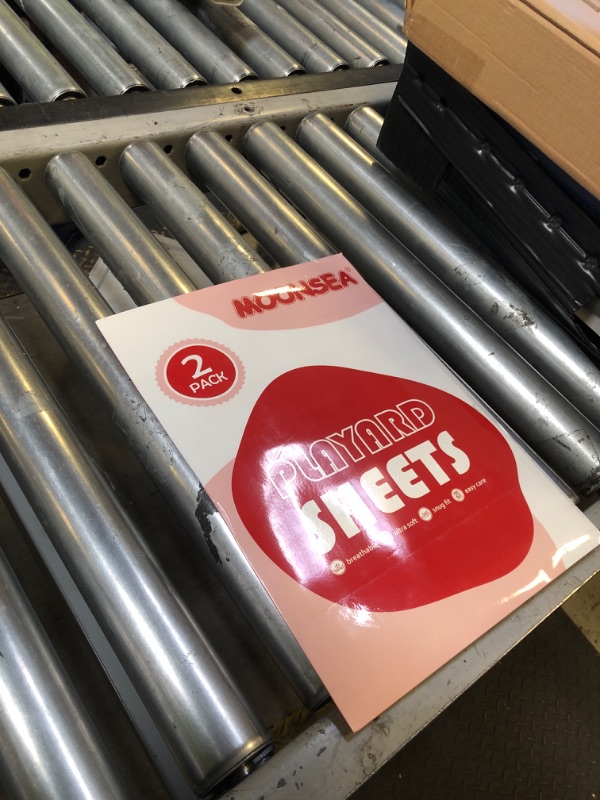 MOONSEA
2
PACK
PLAYARD
SHEETS
breathable ultra soft snug fit easy care